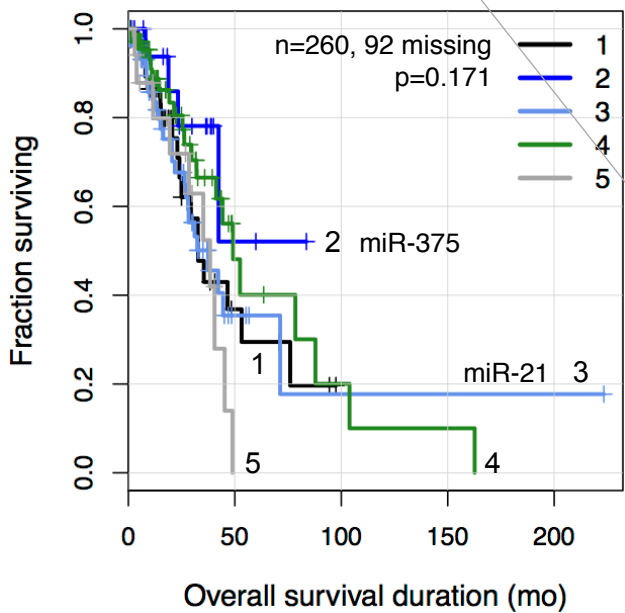 Fraction surviving
1.0
0.8
0.6
0.4
0.2
0.0
n=260, 92 missing
p=0.171
1
2
3
4
5
2 miR-375
1
miR-21 3
5
4
0 50 100 150 200
Overall survival duration (mo)